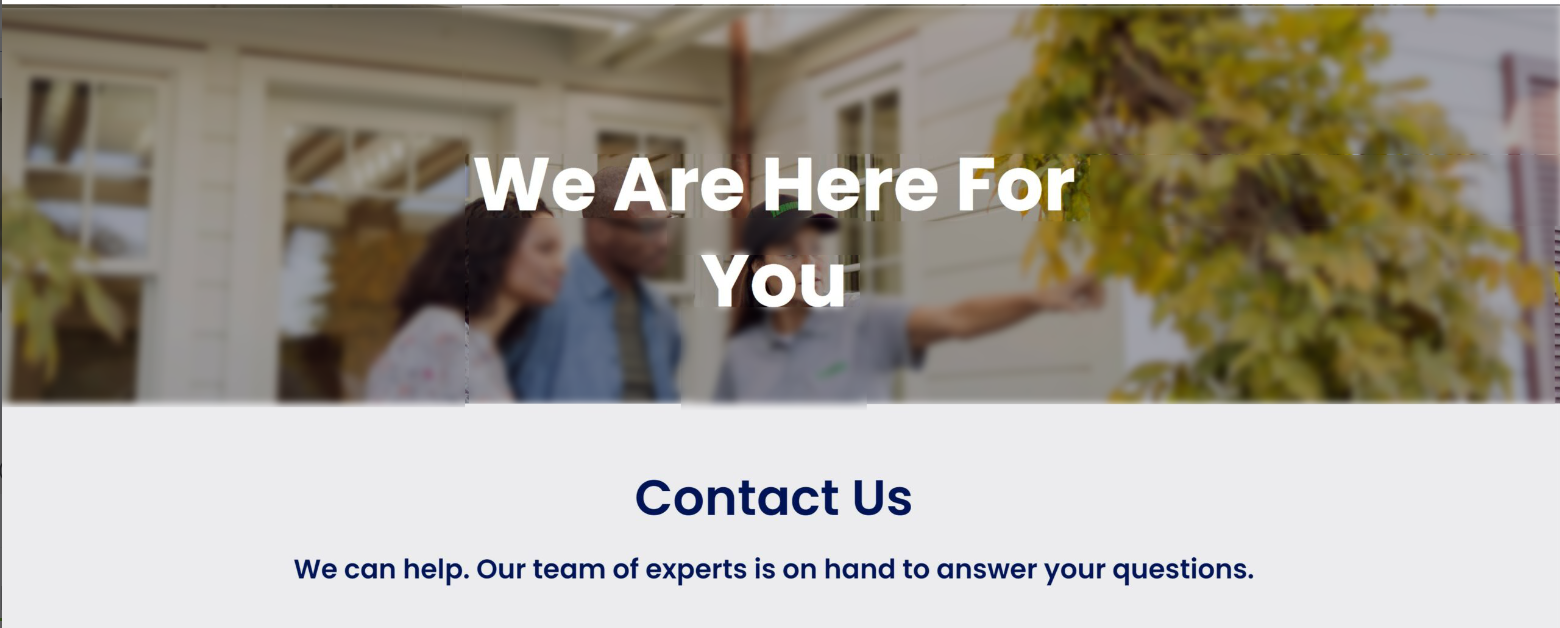 We Are Here For
You
Contact Us
We can help. Our team of experts is on hand to answer your questions.